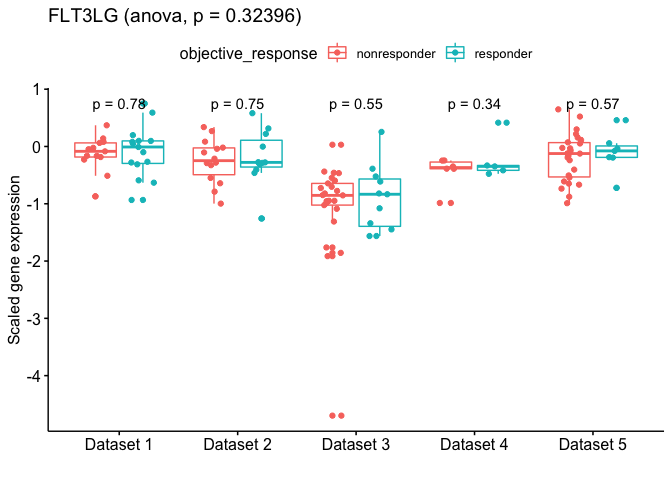 FLT3LG (anova, p = 0.32396)
objective_response nonresponder responder
p = 0.78 p = 0.75 p = 0.55 p = 0.34 p = 0.57
1
0
-1
-2
-3
-4
Scaled gene expression
Dataset 1 Dataset 2 Dataset 3 Dataset 4 Dataset 5